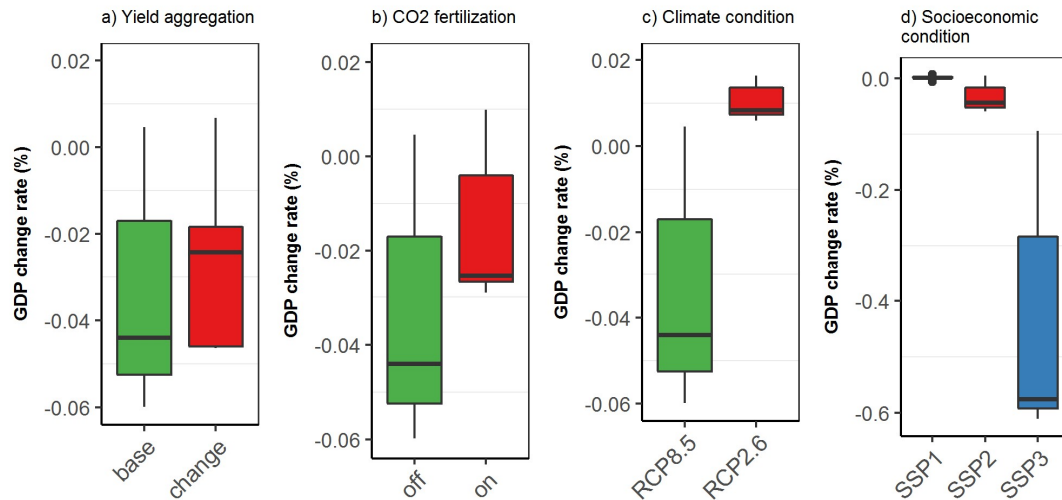 a) Yield aggregation
GDP change rate (%)
0.02
0.00
-0.02
-0.04
-0.06
base
change
b) CO2 fertilization
GDP change rate (%)
0.02
0.00
-0.02
-0.04
-0.06
off
on
c) Climate condition
GDP change rate (%)
0.02
0.00
-0.02
-0.04
-0.06
RCP8.5
RCP2.6
d) Socioeconomic
condition
GDP change rate (%)
0.0
-0.2
-0.4
-0.6
SSP1
SSP2
SSP3